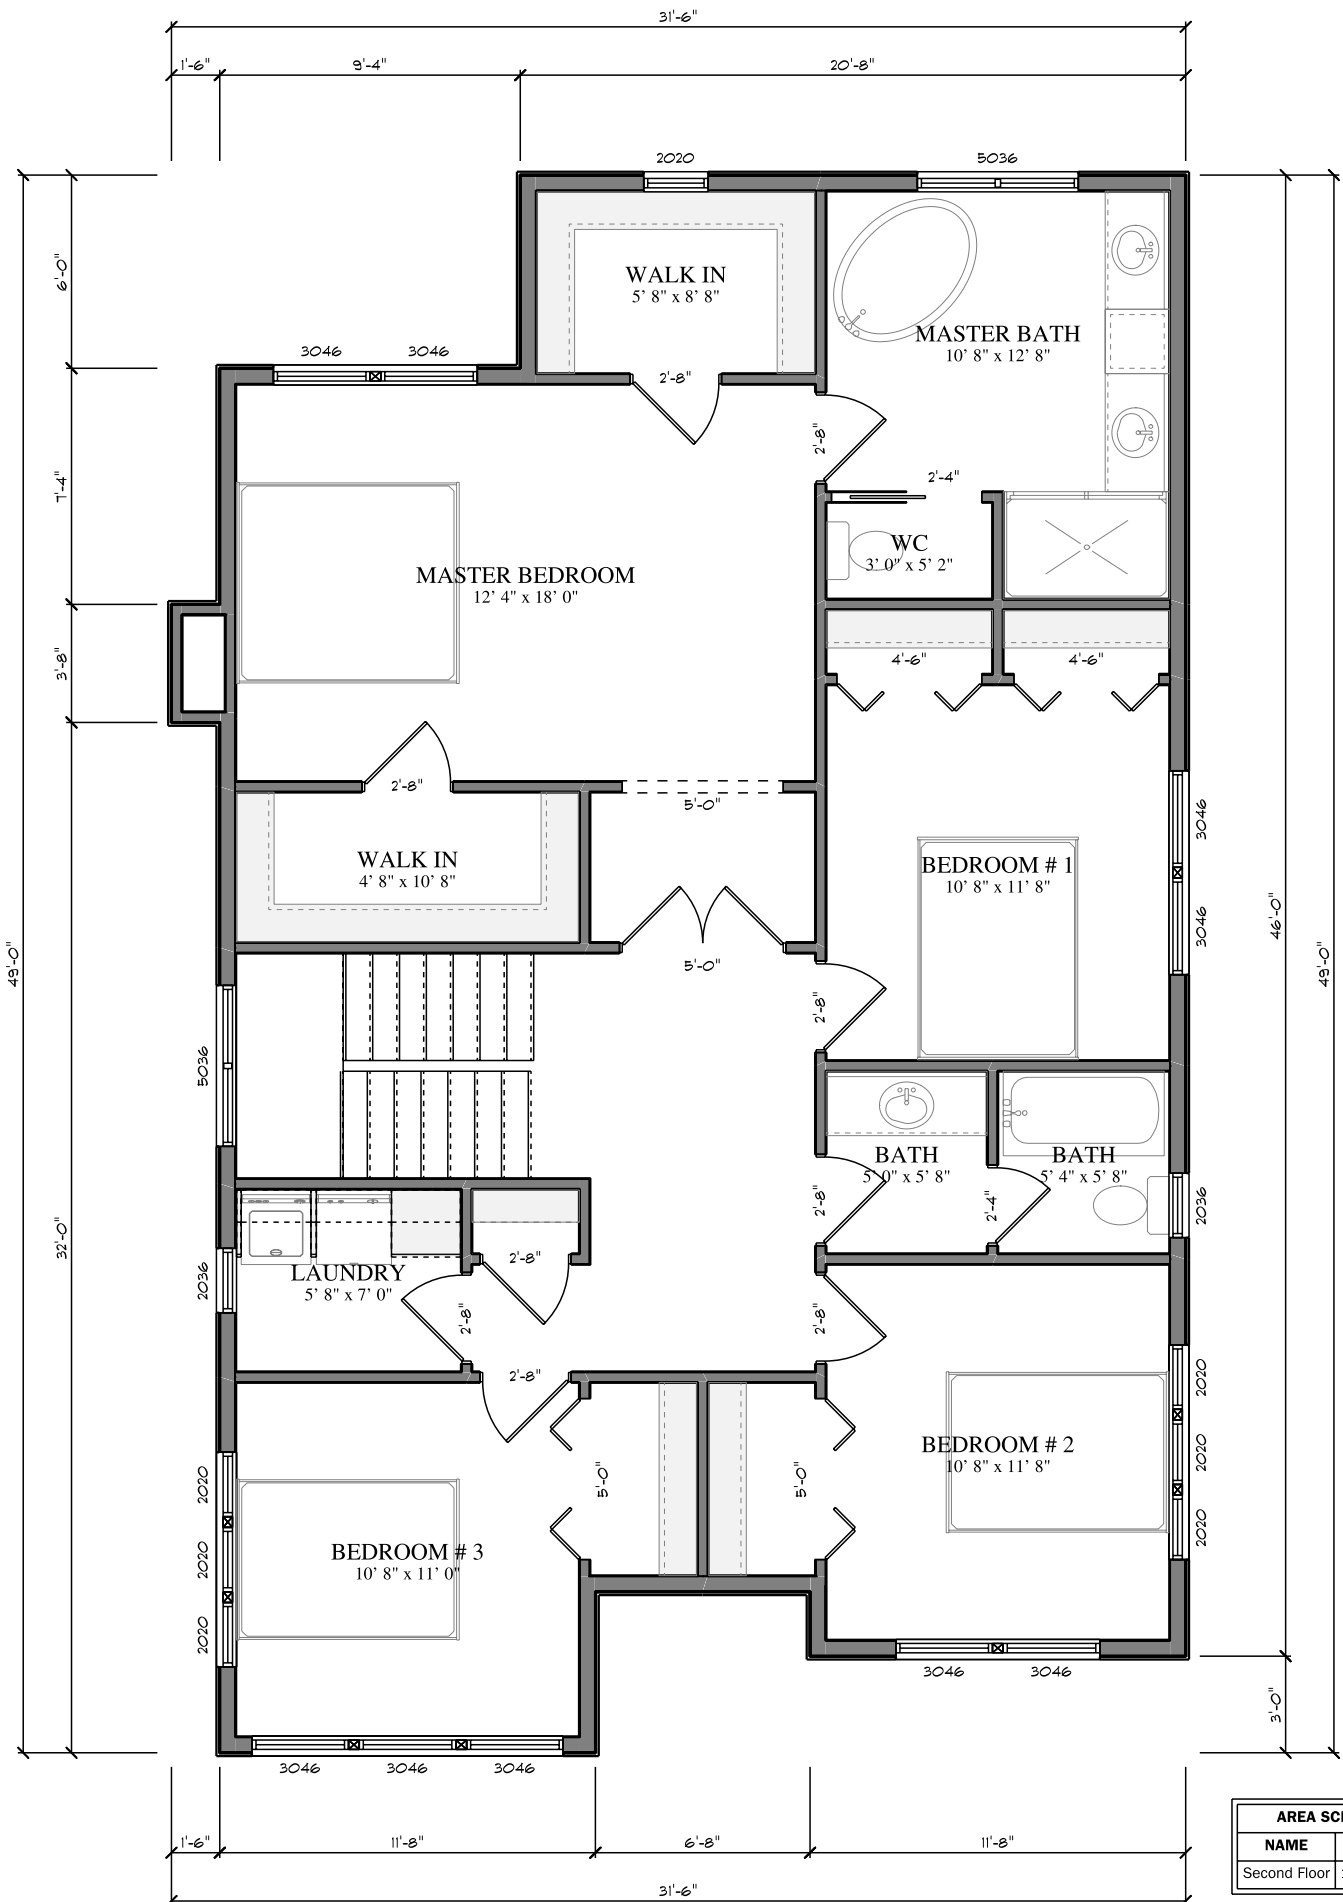 31'-6"
1'-6"
9'-4"
20'-8"
2020
5036
6'-0"
WALK IN
5' 8" x 8' 8"
MASTER BATH
10' 8" x 12' 8"
3046
3046
2'-8"
2'-8"
2'-4"
7'-4"
WC
3' 0" x 5' 2"
MASTER BEDROOM
12' 4" x 18' 0"
3'-8"
4'-6"
4'-6"
2'-8"
5'-0"
3046
WALK IN
4' 8" x 10' 8"
BEDROOM # 1
10' 8" x 11' 8"
3046
46'-0"
49'-0"
49'-0"
5'-0"
2'-8"
5036
BATH
5' 0" x 5' 8"
BATH
5' 4" x 5' 8"
2'-8"
2'-4"
2036
32'-0"
2'-8"
LAUNDRY
5' 8" x 7' 0"
2036
2'-8"
2'-8"
2'-8"
2020
2020
2020
BEDROOM # 2
10' 8" x 11' 8"
5'-0"
5'-0"
2020
2020
2020
BEDROOM # 3
10' 8" x 11' 0"
3046
3046
3'-0"
3046
3046
3046
1'-6"
11'-8"
6'-8"
11'-8"
31'-6"
AREA
NAME
Second Floor